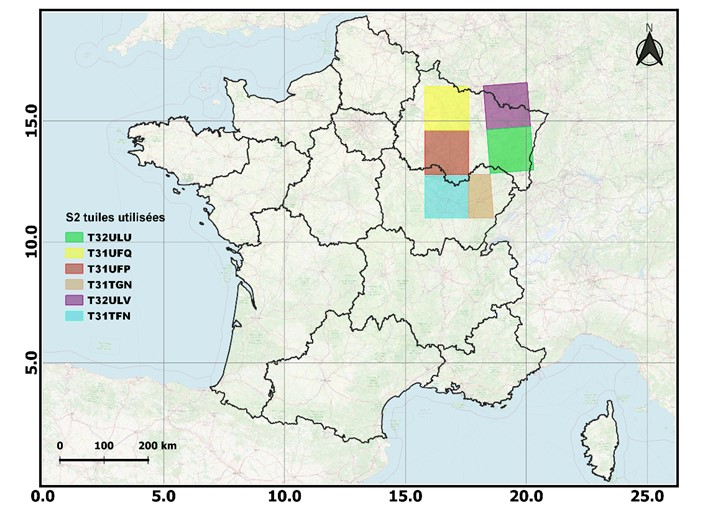 N
15.0
10.0
5.0
S2 tuiles utilisées
T32ULU
T31UFQ
T31UFP
T31TGN
T32ULV
T31TFN
0 100 200 km
0.0 5.0 10.0 15.0 20.0 25.0